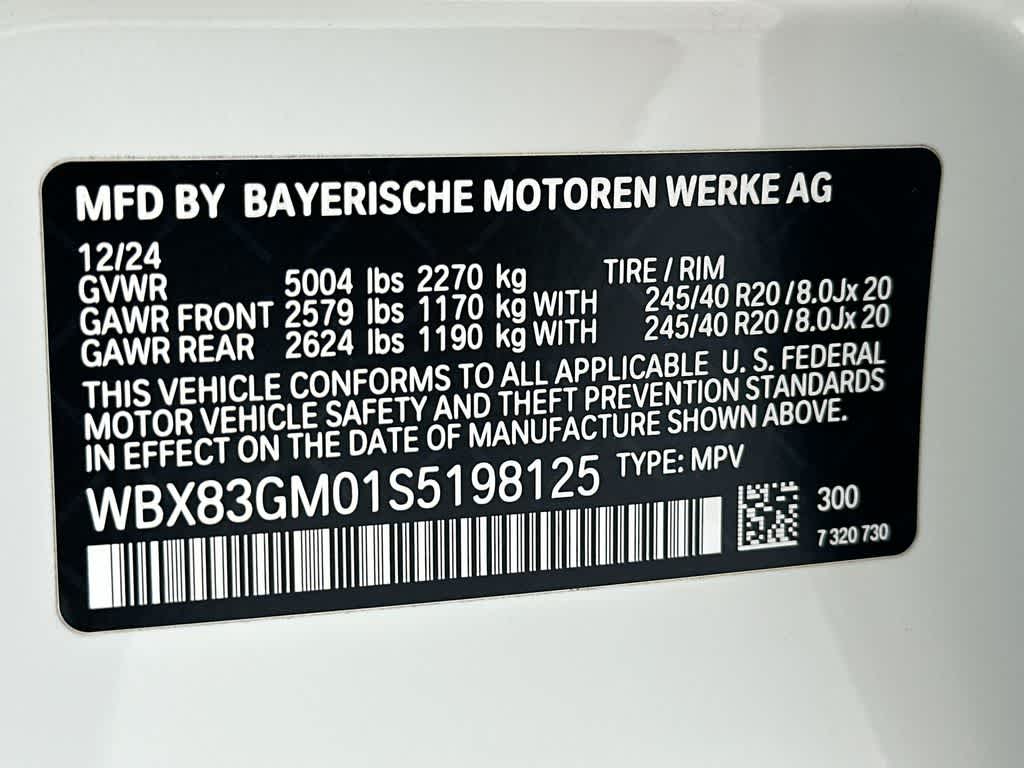 MFD BY BAYERISCHE MOTOREN WERKE AG
12/24
GVWR 5004 lbs 2270 kg TIRE / RIM
GAWR FRONT 2579 lbs 1170 kg WITH 245/40 R20 / 8.0Jx 20
GAWR REAR 2624 lbs 1190 kg WITH 245/40 R20 / 8.0Jx 20
THIS VEHICLE CONFORMS TO ALL APPLICABLE U. S. FEDERAL
MOTOR VEHICLE SAFETY AND THEFT PREVENTION STANDARDS
IN EFFECT ON THE DATE OF MANUFACTURE SHOWN ABOVE.
WBX83GM01S5198125 TYPE: MPV
300
7 320 730